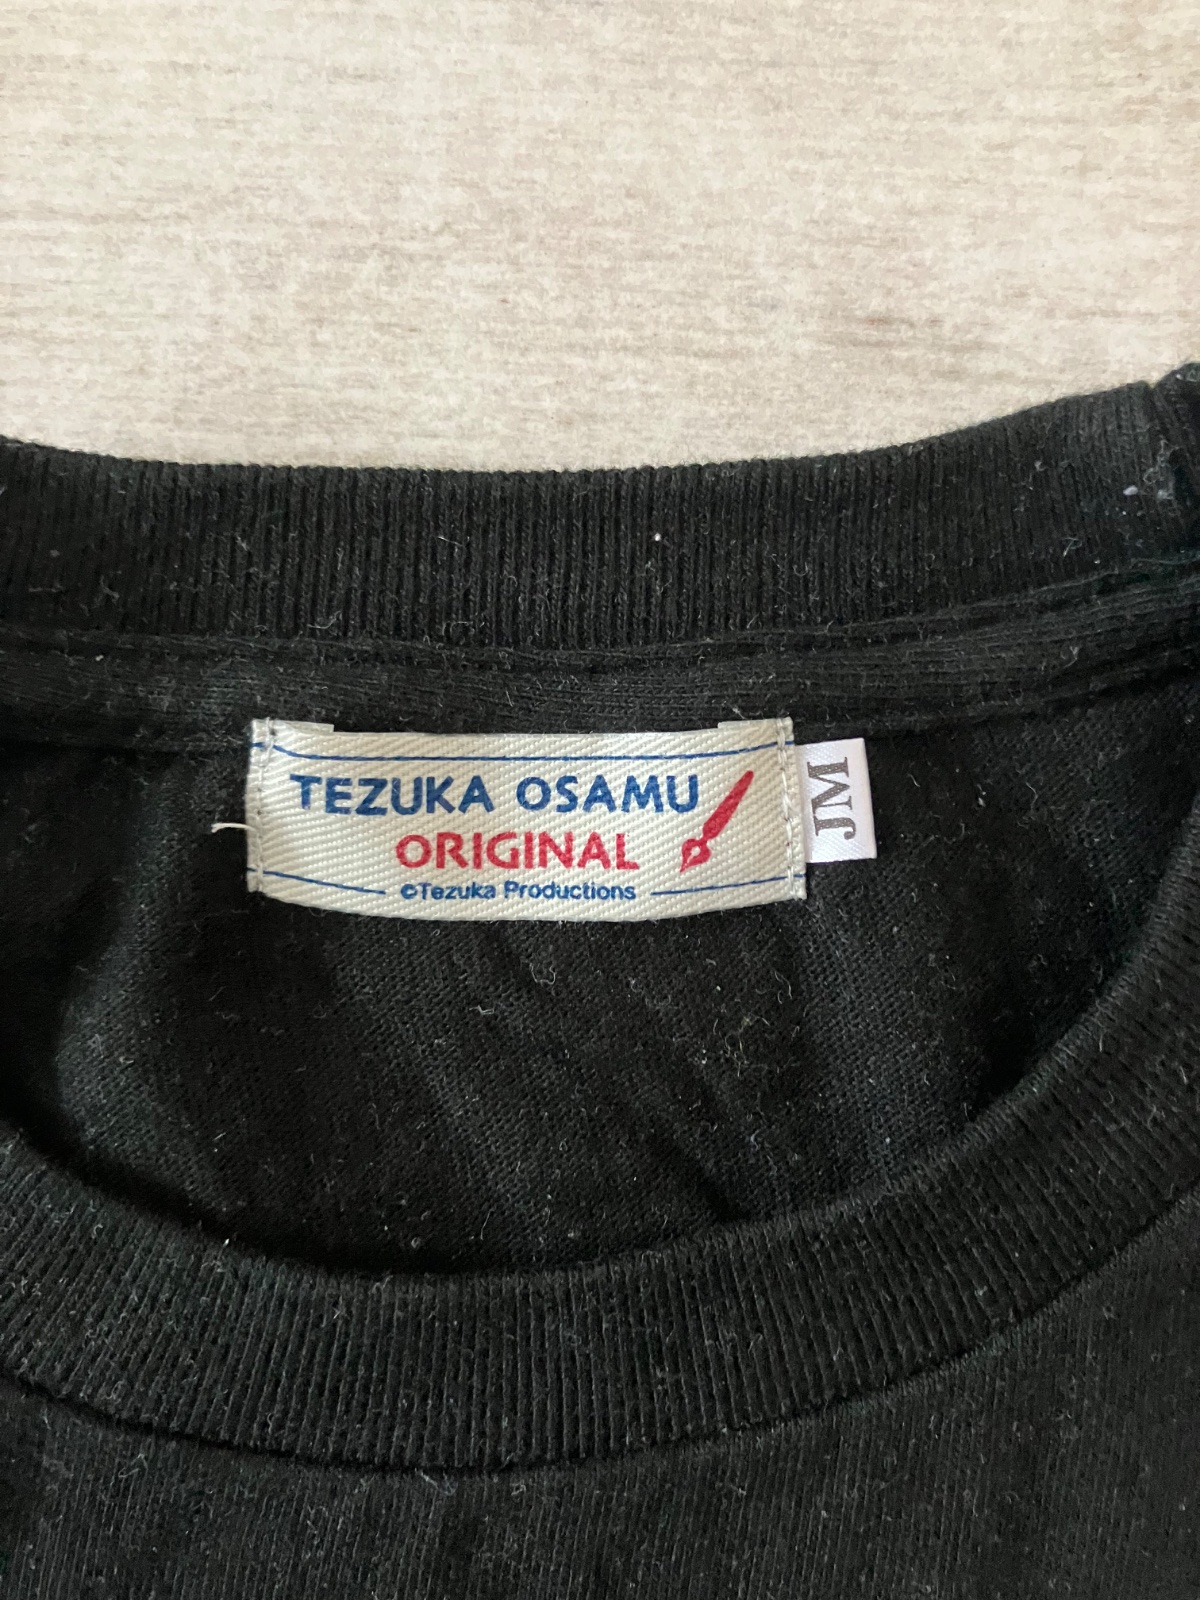 TEZUKA OSAMU
ORIGINAL
©Tezuka Productions
JM